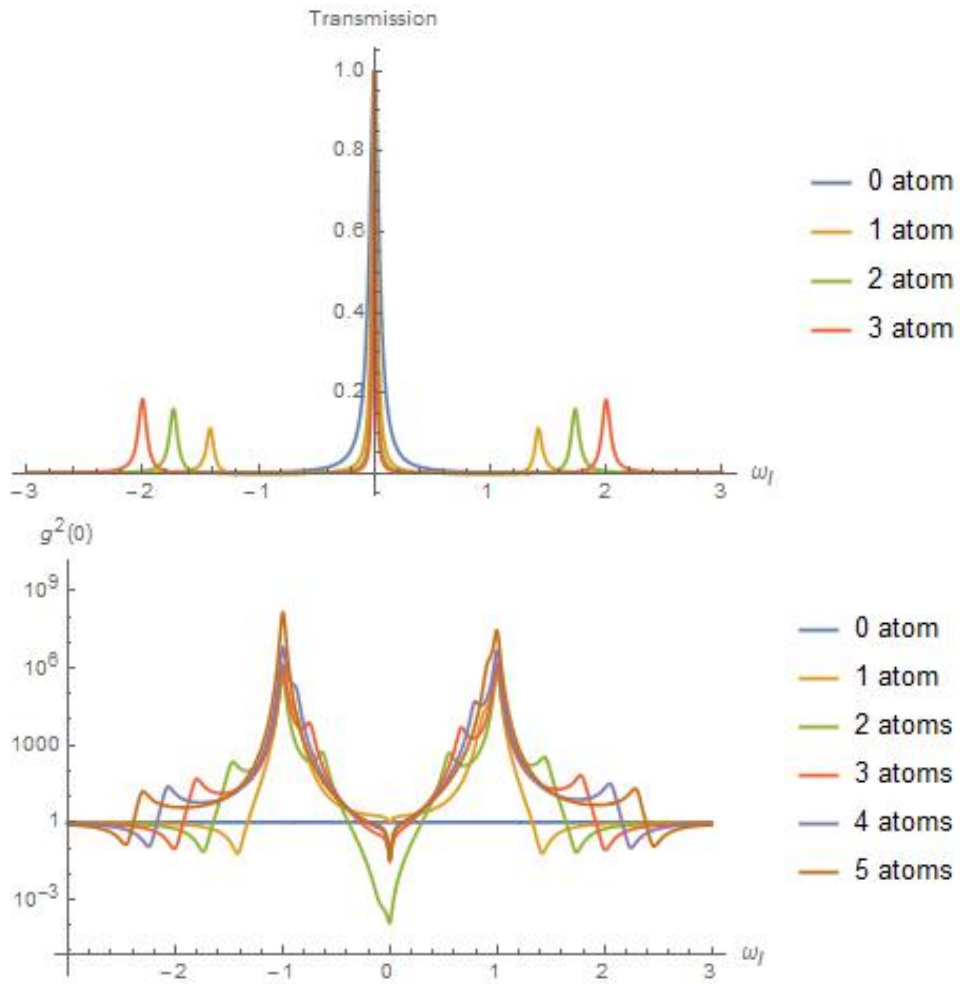 Transmission
1.0
0.8
0.6
0.4
0.2
−3 −2 −1 1 2 3 ωl
0 atom
1 atom
2 atom
3 atom
g²(0)
10⁹
10⁶
1000
1
10⁻³
−2 −1 0 1 2 3 ωl
0 atom
1 atom
2 atoms
3 atoms
4 atoms
5 atoms